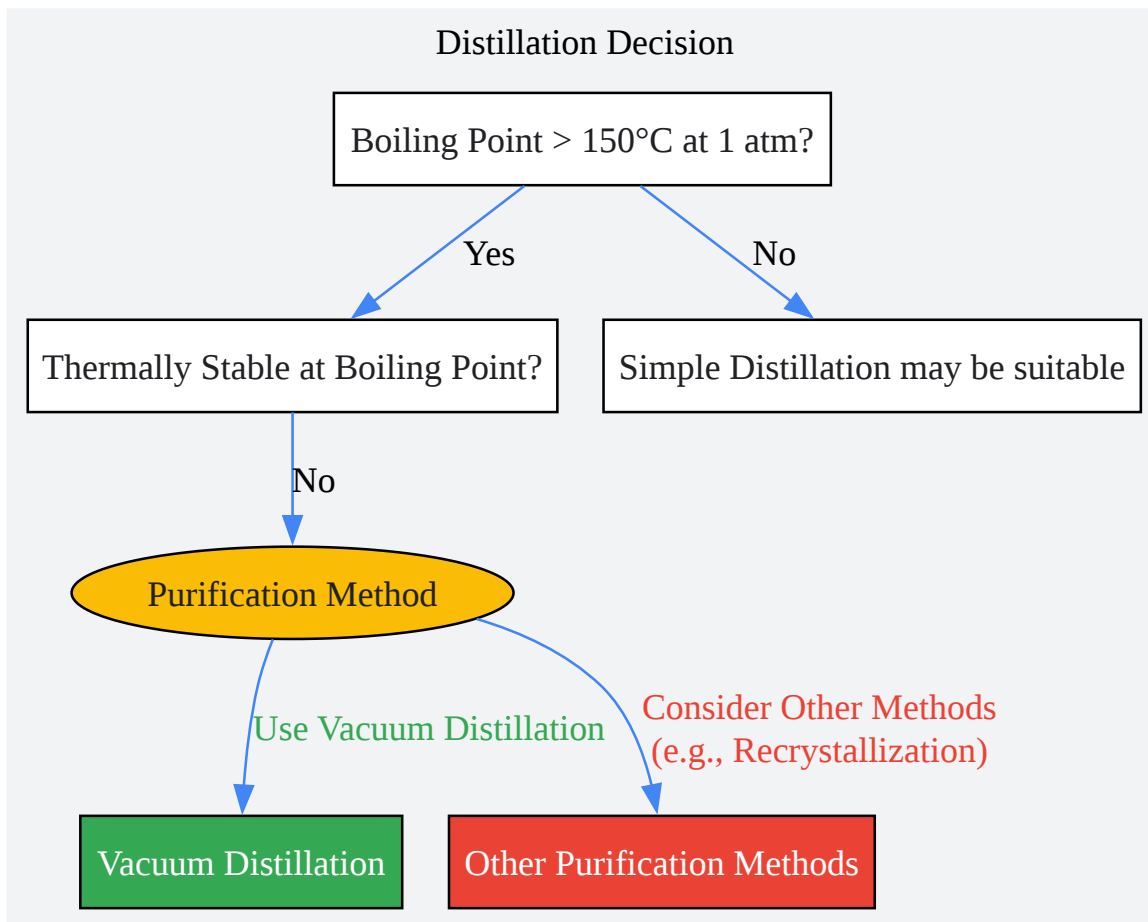 Distillation Decision
Boiling Point > 150°C at 1 atm?
Yes
No
Thermally Stable at Boiling Point?
Simple Distillation may be suitable
No
Purification Method
Use Vacuum Distillation
Consider Other Methods
(e.g., Recrystallization)
Vacuum Distillation
Other Purification Methods